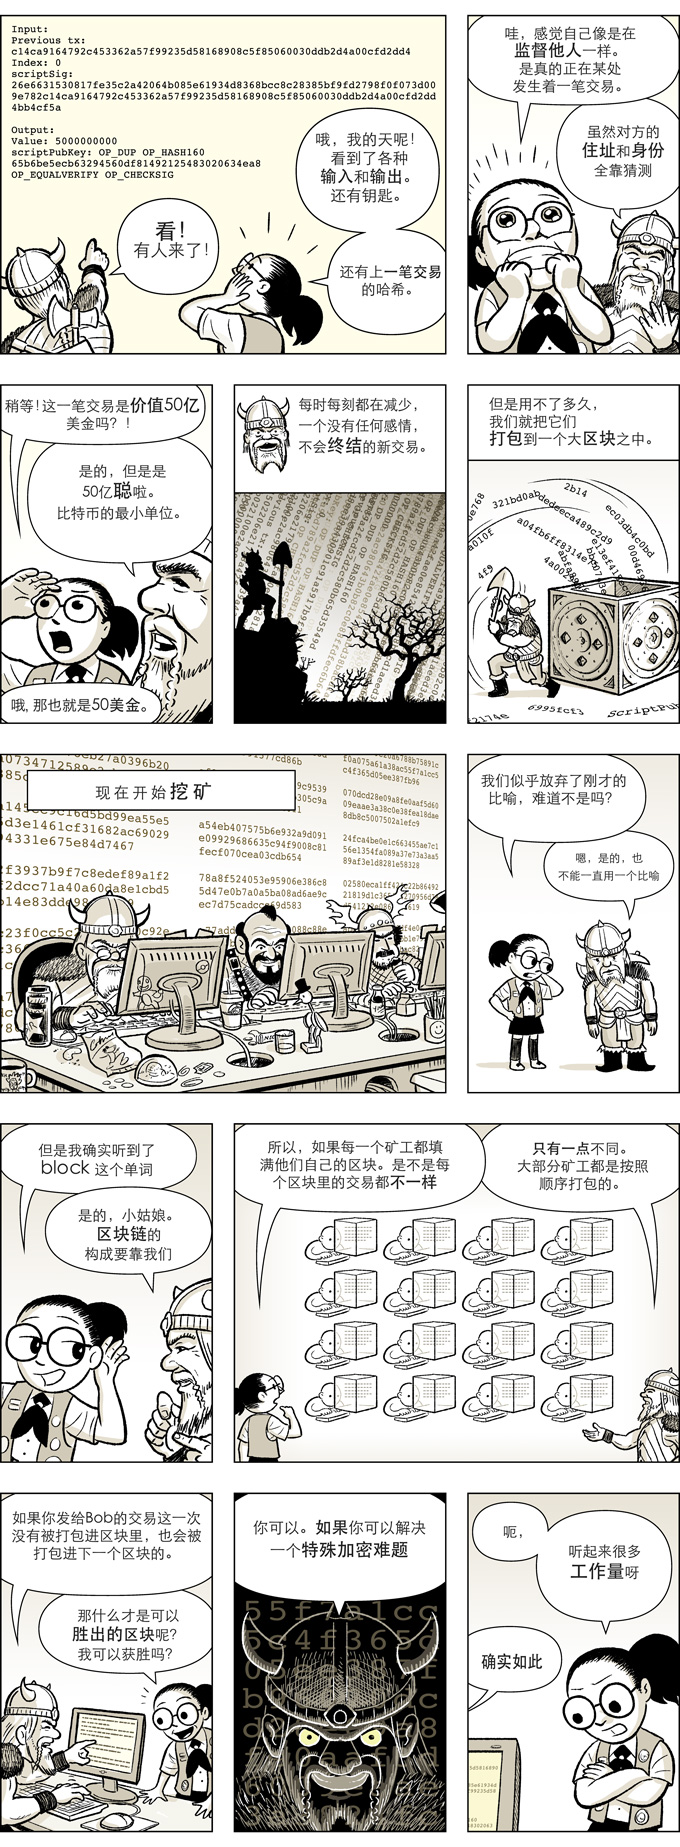 Input:
Previous tx:
c14ca9164792c453362a57f99235d58168908c5f85060030ddb2d4a00cfd2dd4
Index: 0
scriptSig:
26e6631530817fe35c2a42064b085e61934d8368bcc8c28385bf9fd2798f0f073d00
9e782c14ca9164792c453362a57f99235d58168908c5f85060030ddb2d4a00cfd2dd
4bb4cf5a
Output:
Value: 5000000000
scriptPubKey: OP_DUP OP_HASH160
65b6be5ecb63294560df81492125483020634ea8
OP_EQUALVERIFY OP_CHECKSIG
看！
有人来了！
哦，我的天呢！
看到了各种
输入和输出。
还有钥匙。
还有上一笔交易
的哈希。
哇，感觉自己像是在
监督他人一样。
是真的正在某处
发生着一笔交易。
虽然对方的
住址和身份
全靠猜测
稍等！这一笔交易是价值50亿
美金吗？！
是的，但是是
50亿聪啦。
比特币的最小单位。
哦，那也就是50美金。
每时每刻都在减少，
一个没有任何感情，
不会终结的新交易。
但是用不了多久，
我们就把它们
打包到一个大区块之中。
2b14
ec03db4c0bd
4f9
6995fcf3
现在开始挖矿
a54eb407575b6e932a9d091
e09929686635c94f9008c81
fecf070cea03cdb654
78a8f524053e95906e386c8
5d47e0b7a0a5ba08ad6ae9c
070dcd28e09a8fe0aaf5d60
09eaae3a38c0e38fea18dae
8db8c5007502a1efc9
24fca4be0e1c663455ae7c1
56e1354fa089a37e73a3aa5
89af3e1d8281e58328
我们似乎放弃了刚才的
比喻，难道不是吗？
嗯，是的，也
不能一直用一个比喻
但是我确实听到了
block 这个单词
是的，小姑娘。
区块链的
构成要靠我们
所以，如果每一个矿工都填
满他们自己的区块。是不是每
个区块里的交易都不一样
只有一点不同。
大部分矿工都是按照
顺序打包的。
如果你发给Bob的交易这一次
没有被打包进区块里，也会被
打包进下一个区块的。
那什么才是可以
胜出的区块呢？
我可以获胜吗？
你可以。如果你可以解决
一个特殊加密难题
呃，
听起来很多
工作量呀
确实如此